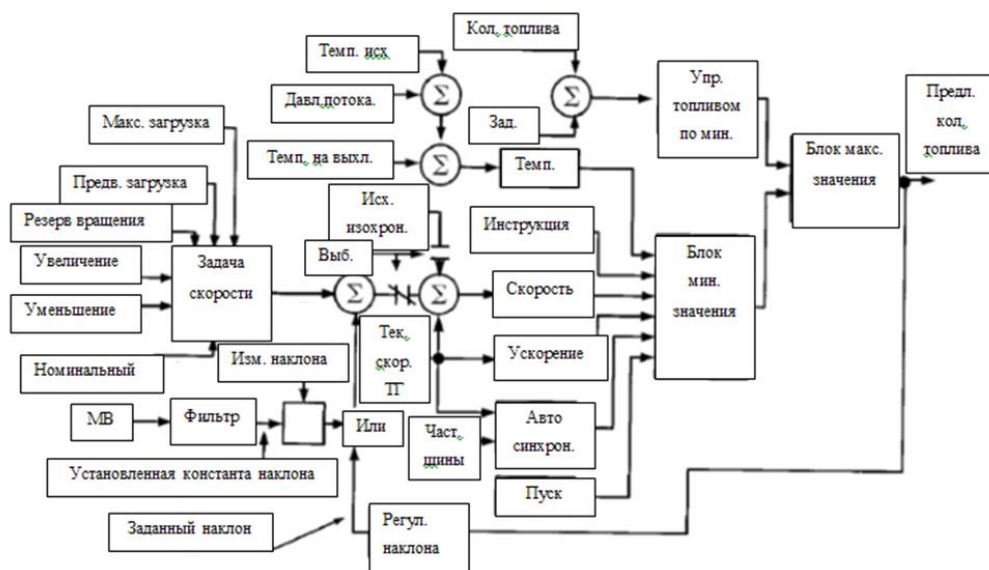 Кол. топлива
Темп. исх
Давл.потока.
Σ
Σ
Зад.
Упр.
топливом
по мин.
Предл.
кол.
топлива
Макс. загрузка
Темп. на выхл.
Σ
Темп.
Блок макс.
значения
Предв. загрузка
Резерв вращения
Исх.
изохрон.
Инструкция
Увеличение
Задача
скорости
Выб.
Блок
мин.
значения
Уменьшение
Σ
Σ
Скорость
Номинальный
Изм. наклона
Тек.
скор.
ТГ
Ускорение
МВ
Фильтр
Или
Част.
шины
Авто
синхрон.
Установленная константа наклона
Пуск
Заданный наклон
Регул.
наклона